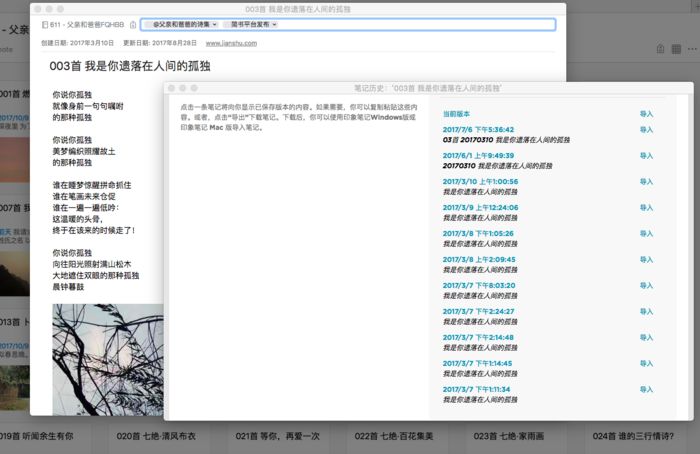 003首 我是你遗落在人间的孤独
611 - 父亲和爸爸FQHBB
@父亲和爸爸的诗集
简书平台发布
创建日期: 2017年3月10日
更新日期: 2017年8月28日
www.jianshu.com
003首 我是你遗落在人间的孤独
你说你孤独
就像身前一句句嘱咐
的那种孤独
你说你孤独
美梦编织照耀故土
的那种孤独
谁在睡梦惊醒拼命抓住
谁在笔画未来仓促
谁在一遍一遍低吟:
这温暖的头骨,
终于在该来的时候走了!
你说你孤独
向往阳光照射满山松木
大地遮住双眼的那种孤独
晨钟暮鼓
笔记历史:‘003首 我是你遗落在人间的孤独’
点击一条笔记将向你显示已保存版本的内容。如果需要,你可以复制粘贴这些内
容。或者,点击“导出”下载笔记。下载后,你可以使用印象笔记Windows版或
印象笔记 Mac 版导入笔记。
当前版本 导入
2017/7/6 下午5:36:42 导入
03首 20170310 我是你遗落在人间的孤独
2017/6/1 上午9:49:39 导入
20170310 我是你遗落在人间的孤独
2017/3/10 上午1:00:56 导入
我是你遗落在人间的孤独
2017/3/9 上午12:24:06 导入
我是你遗落在人间的孤独
2017/3/8 下午1:05:26 导入
我是你遗落在人间的孤独
2017/3/8 上午2:09:45 导入
我是你遗落在人间的孤独
2017/3/7 下午8:03:20 导入
我是你遗落在人间的孤独
2017/3/7 下午2:24:27 导入
我是你遗落在人间的孤独
2017/3/7 下午2:14:48 导入
我是你遗落在人间的孤独
2017/3/7 下午1:14:45 导入
我是你遗落在人间的孤独
2017/3/7 下午1:11:34 导入
我是你遗落在人间的孤独
- 父亲
note
001首 燃
007首 我
013首 卜
019首 听闻余生有你
020首 七绝·清风布衣
021首 等你，再爱一次
022首 七绝·百花集美
023首 七绝·家雨画
024首 谁的三行情诗?